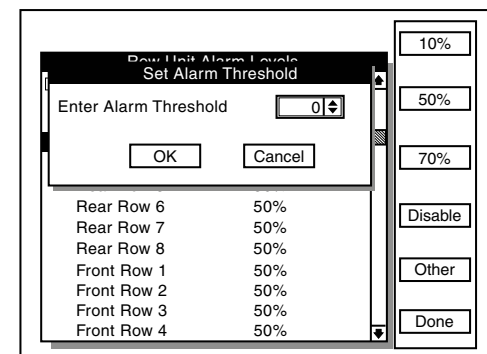 Row Unit Alarm Levels
Set Alarm Threshold
Enter Alarm Threshold 0
OK Cancel
Rear Row 6 50%
Rear Row 7 50%
Rear Row 8 50%
Front Row 1 50%
Front Row 2 50%
Front Row 3 50%
Front Row 4 50%
10%
50%
70%
Disable
Other
Done